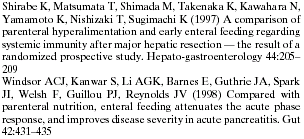 Shirabe K, Matsumata T, Shimada M, Takenaka K, Kawahara N,
Yamamoto K, Nishizaki T, Sugimachi K (1997) A comparison of
parenteral hyperalimentation and early enteral feeding regarding
systemic immunity after major hepatic resection — the result of a
randomized prospective study. Hepato-gastroenterology 44:205–
209
Windsor ACJ, Kanwar S, Li AGK, Barnes E, Guthrie JA, Spark
JI, Welsh F, Guillou PJ, Reynolds JV (1998) Compared with
parenteral nutrition, enteral feeding attenuates the acute phase
response, and improves disease severity in acute pancreatitis. Gut
42:431–435